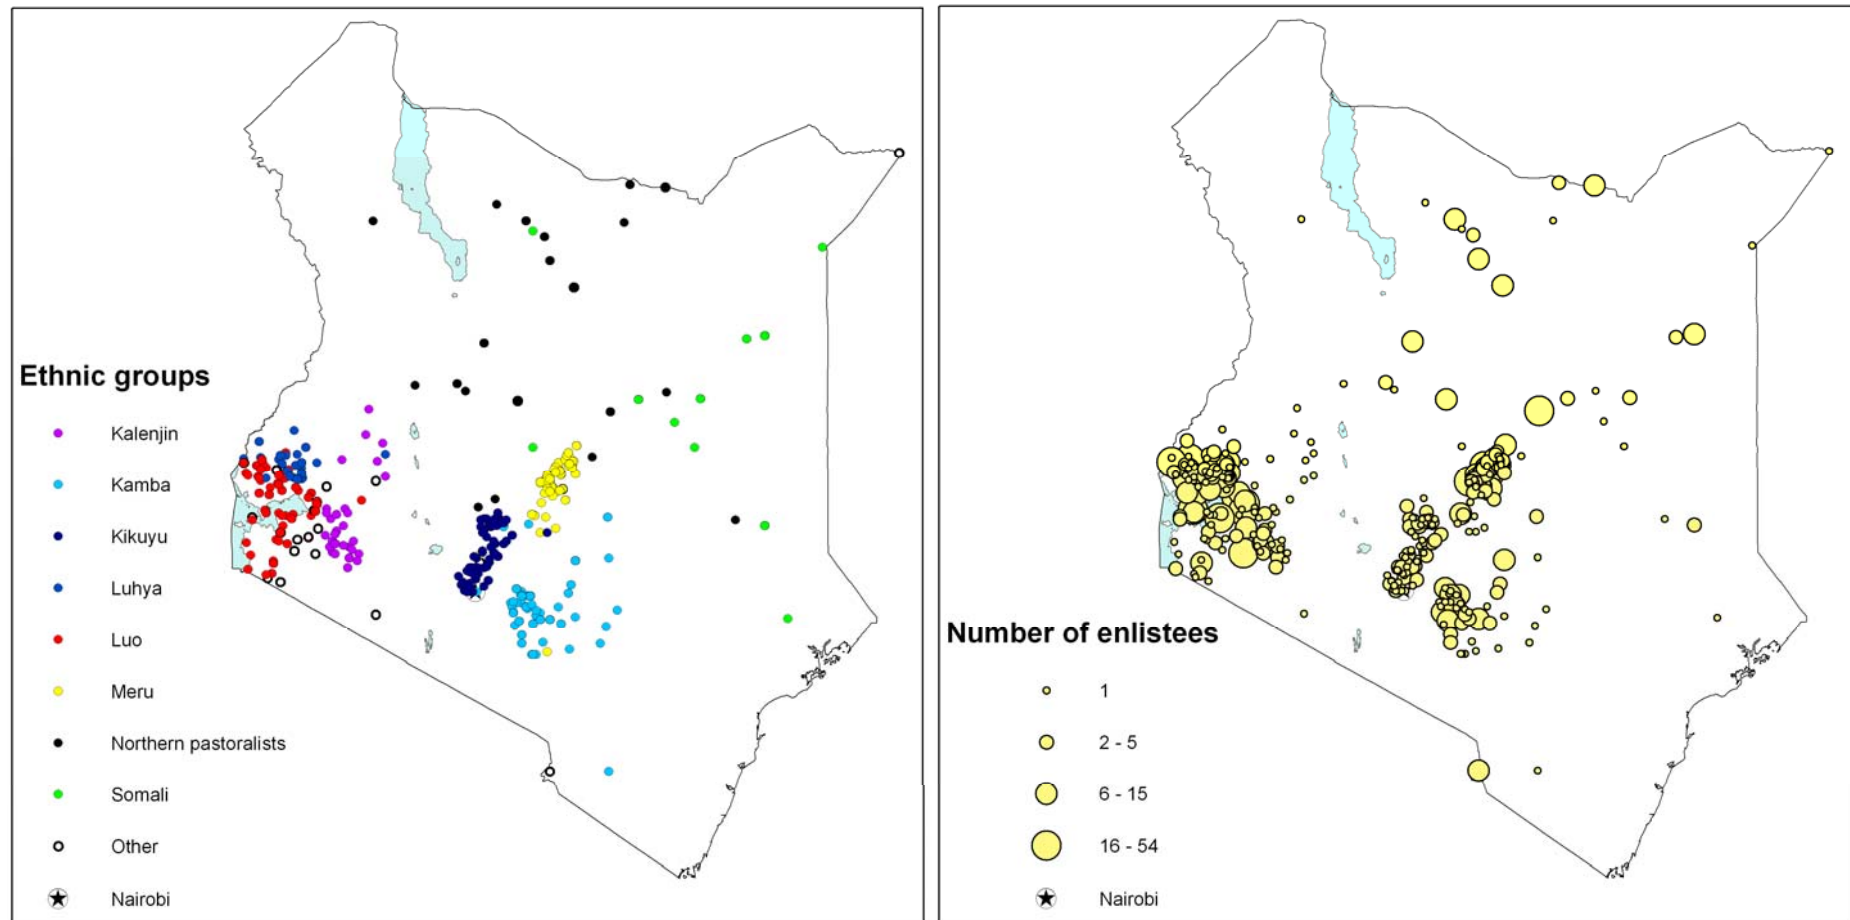 Ethnic groups
Kalenjin
Kamba
Kikuyu
Luhya
Luo
Meru
Northern pastoralists
Somali
Other
Nairobi
Number of enlistees
1
2 - 5
6 - 15
16 - 54
Nairobi